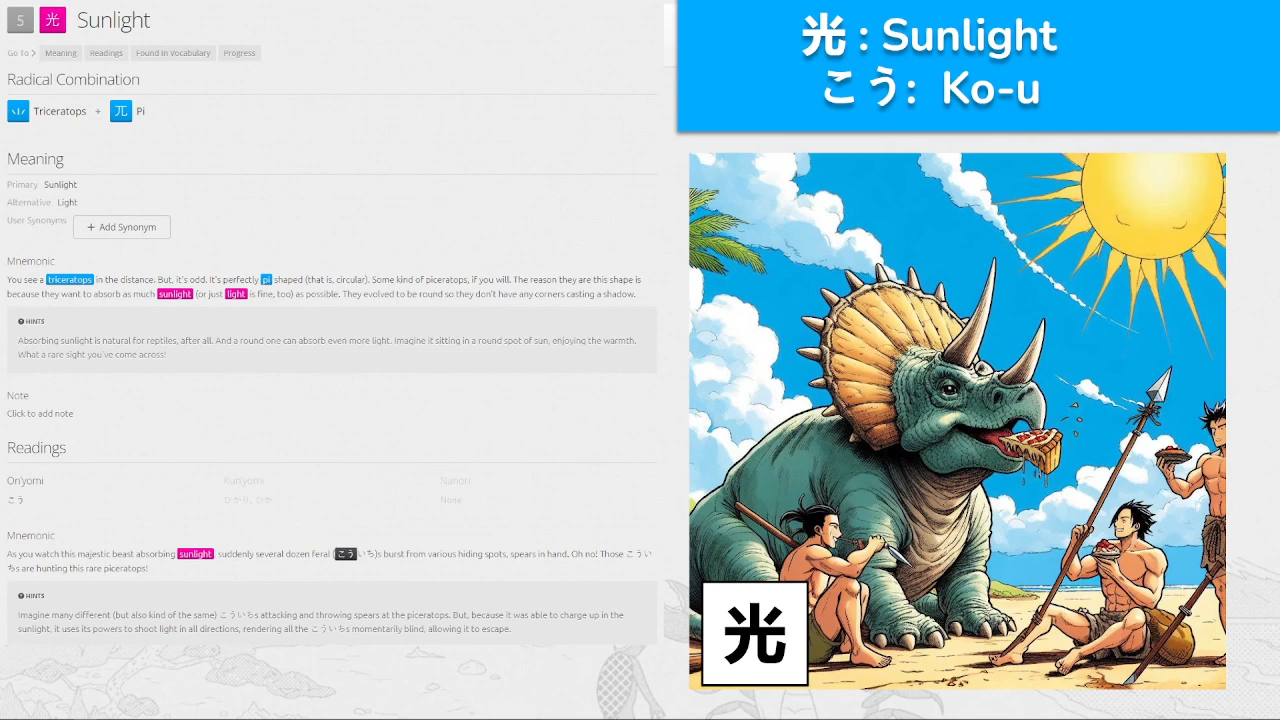 5 光 Sunlight
Go to Meaning Readings Found In Vocabulary Progress
Radical Combination
Triceratops + 兀 Pi
Meaning
Primary Sunlight
Alternative Light
User Synonyms + Add Synonym
Mnemonic
You see a triceratops in the distance. But, it's odd. It's perfectly pi shaped (that is, circular). Some kind of piceratops, if you will. The reason they are this shape is
because they want to absorb as much sunlight (or just light is fine, too) as possible. They evolved to be round so they don't have any corners casting a shadow.
HINTS
Absorbing sunlight is natural for reptiles, after all. And a round one can absorb even more light. Imagine it sitting in a round spot of sun, enjoying the warmth.
What a rare sight you've come across!
Note
Click to add note
Readings
On'yomi Kun'yomi Nanori
こう ひか.り, ひか None
Mnemonic
As you watch this majestic beast absorbing sunlight, suddenly several dozen feral (こういち)s burst from various hiding spots, spears in hand. Oh no! Those こうい
ちs are hunting this rare piceratops!
HINTS
Imagine many different (but also kind of the same) こういちs attacking and throwing spears at the piceratops. But, because it was able to charge up in the
sunlight, it uses its powers to shoot light in all directions, rendering all the こういちs momentarily blind, allowing it to escape.
光 : Sunlight
こう: Ko-u
光